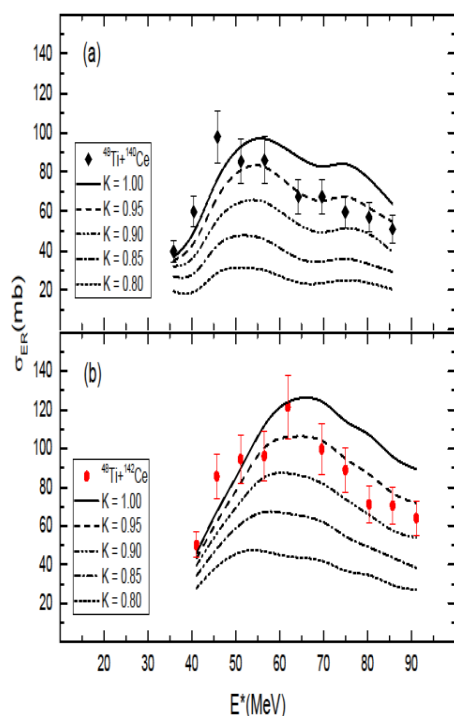 (a)
160
140
120
100
80
60
40
20
⁴⁸Ti+¹⁴⁰Ce
K = 1.00
K = 0.95
K = 0.90
K = 0.85
K = 0.80
σER(mb)
(b)
140
120
100
80
60
40
20
⁴⁸Ti+¹⁴²Ce
K = 1.00
K = 0.95
K = 0.90
K = 0.85
K = 0.80
20 30 40 50 60 70 80 90
E*(MeV)